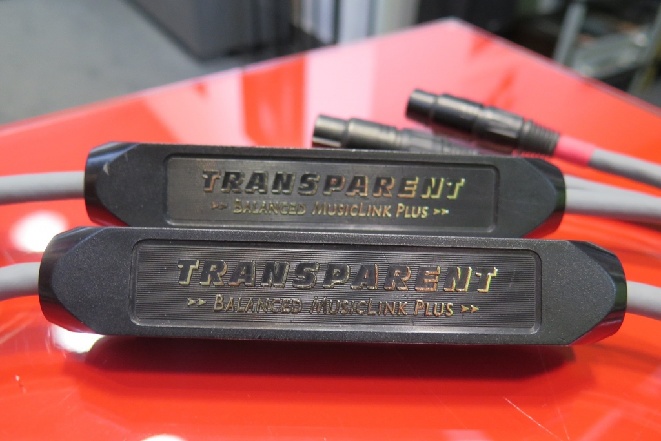 TRANSPARENT
>> BALANCED MUSICLINK PLUS >>
TRANSPARENT
>> BALANCED MUSICLINK PLUS >>